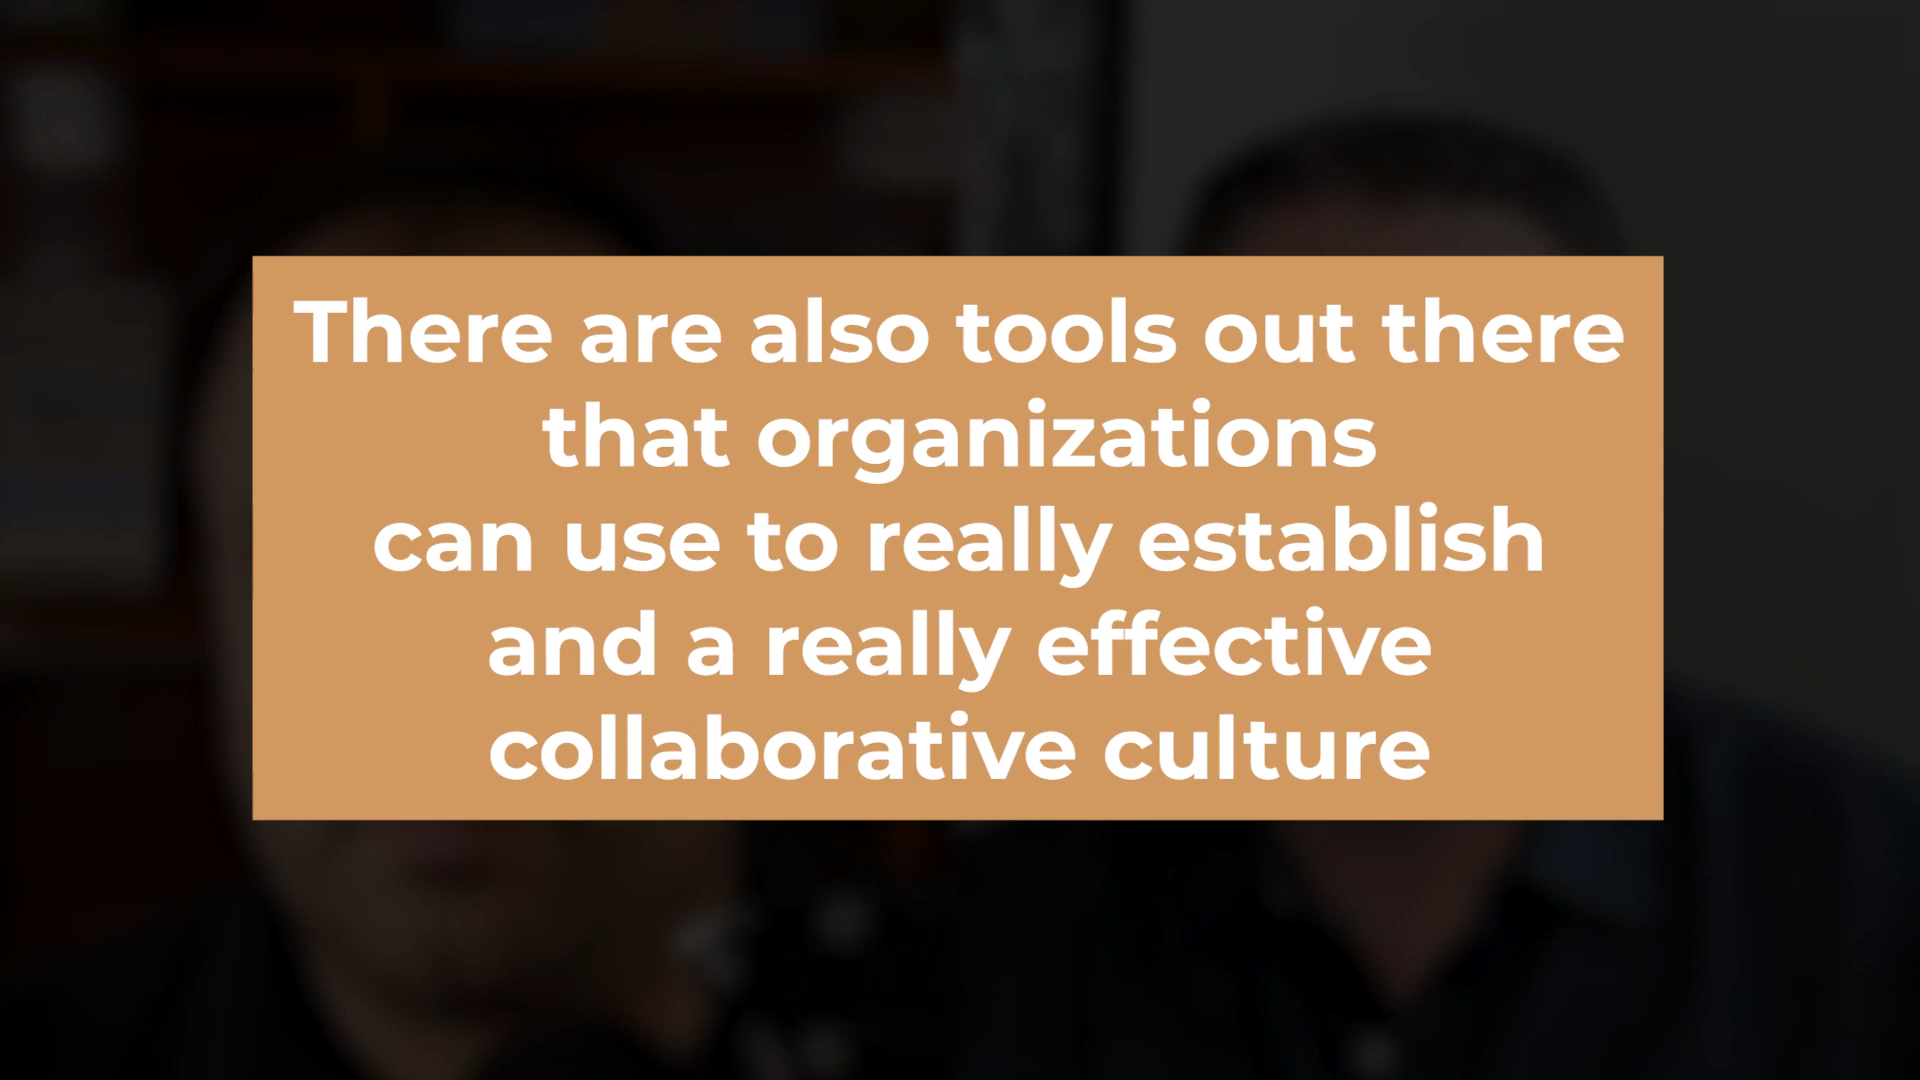 There are also tools out there
that organizations
can use to really establish
and a really effective
collaborative culture